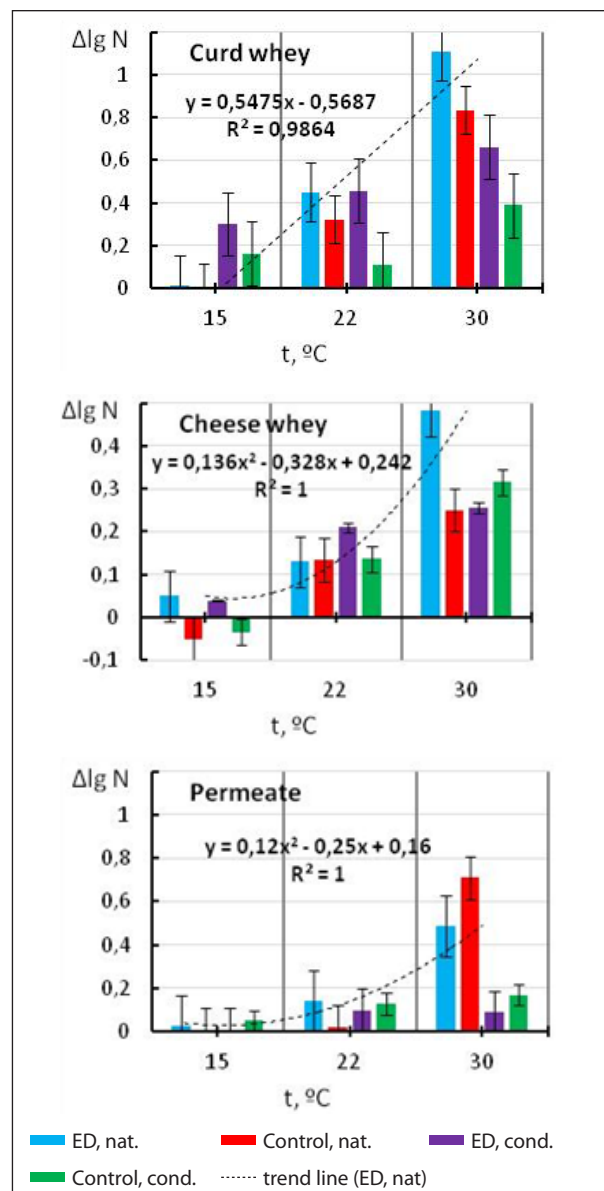 Δlg N
Curd whey
y = 0,5475x - 0,5687
R² = 0,9864
1
0,8
0,6
0,4
0,2
0
15 22 30
t, ºC
Δlg N
Cheese whey
y = 0,136x² - 0,328x + 0,242
R² = 1
0,4
0,3
0,2
0,1
0
-0,1
15 22 30
t, ºC
Δlg N
Permeate
y = 0,12x² - 0,25x + 0,16
R² = 1
1
0,8
0,6
0,4
0,2
0
15 22 30
t, ºC
ED, nat. Control, nat. ED, cond.
Control, cond. trend line (ED, nat)